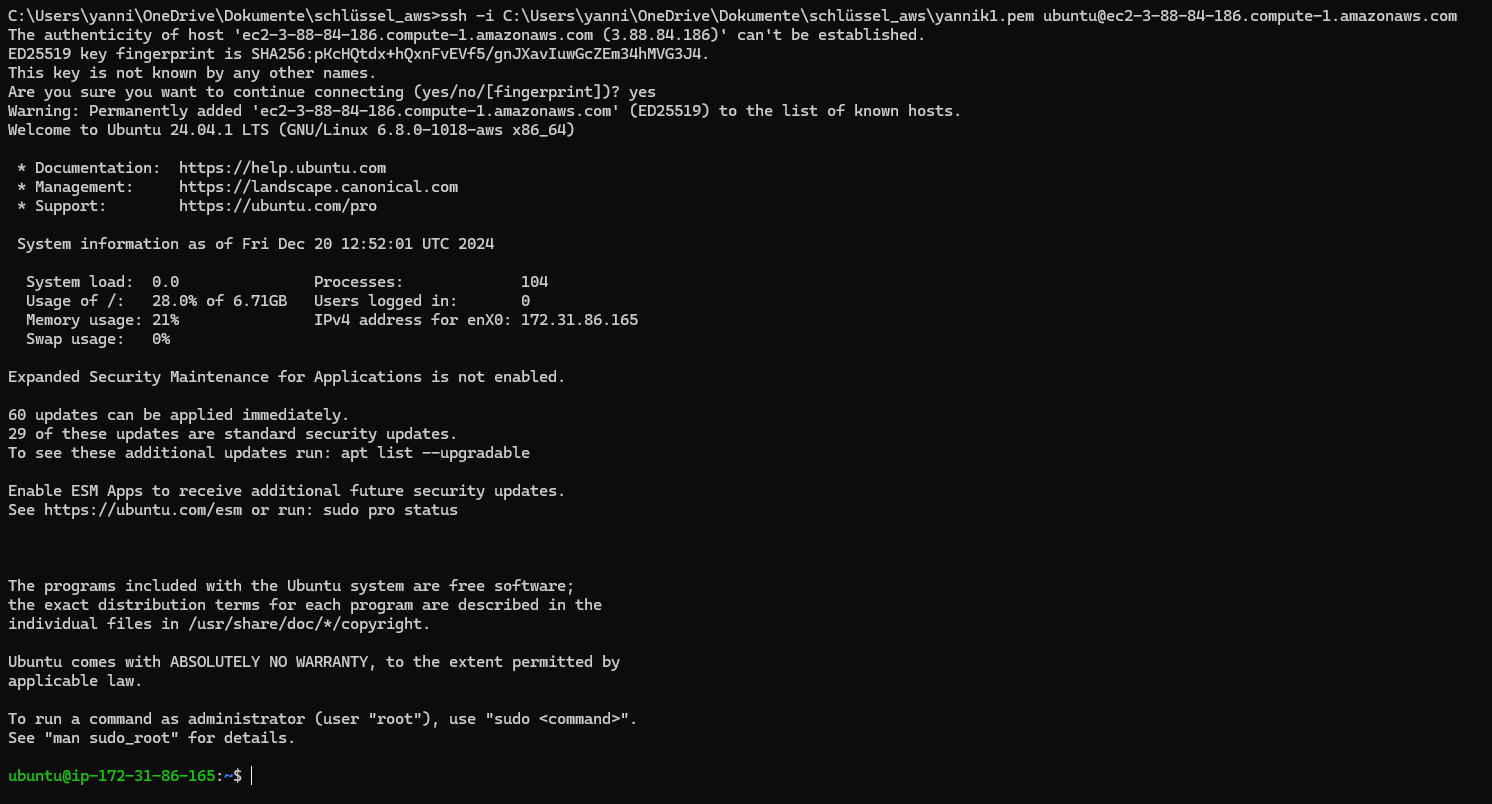 C:\Users\yanni\OneDrive\Dokumente\schlüssel_aws>ssh -i C:\Users\yanni\OneDrive\Dokumente\schlüssel_aws\yannik1.pem ubuntu@ec2-3-88-84-186.compute-1.amazonaws.com
The authenticity of host 'ec2-3-88-84-186.compute-1.amazonaws.com (3.88.84.186)' can't be established.
ED25519 key fingerprint is SHA256:pKcHQtdx+hQxnFvEVf5/gnJXavIuwGcZEm34hMVG3J4.
This key is not known by any other names.
Are you sure you want to continue connecting (yes/no/[fingerprint])? yes
Warning: Permanently added 'ec2-3-88-84-186.compute-1.amazonaws.com' (ED25519) to the list of known hosts.
Welcome to Ubuntu 24.04.1 LTS (GNU/Linux 6.8.0-1018-aws x86_64)

 * Documentation:  https://help.ubuntu.com
 * Management:     https://landscape.canonical.com
 * Support:        https://ubuntu.com/pro

 System information as of Fri Dec 20 12:52:01 UTC 2024

  System load:  0.0               Processes:             104
  Usage of /:   28.0% of 6.71GB   Users logged in:       0
  Memory usage: 21%               IPv4 address for enX0: 172.31.86.165
  Swap usage:   0%

Expanded Security Maintenance for Applications is not enabled.

60 updates can be applied immediately.
29 of these updates are standard security updates.
To see these additional updates run: apt list --upgradable

Enable ESM Apps to receive additional future security updates.
See https://ubuntu.com/esm or run: sudo pro status

The programs included with the Ubuntu system are free software;
the exact distribution terms for each program are described in the
individual files in /usr/share/doc/*/copyright.

Ubuntu comes with ABSOLUTELY NO WARRANTY, to the extent permitted by
applicable law.

To run a command as administrator (user "root"), use "sudo <command>".
See "man sudo_root" for details.

ubuntu@ip-172-31-86-165:~$